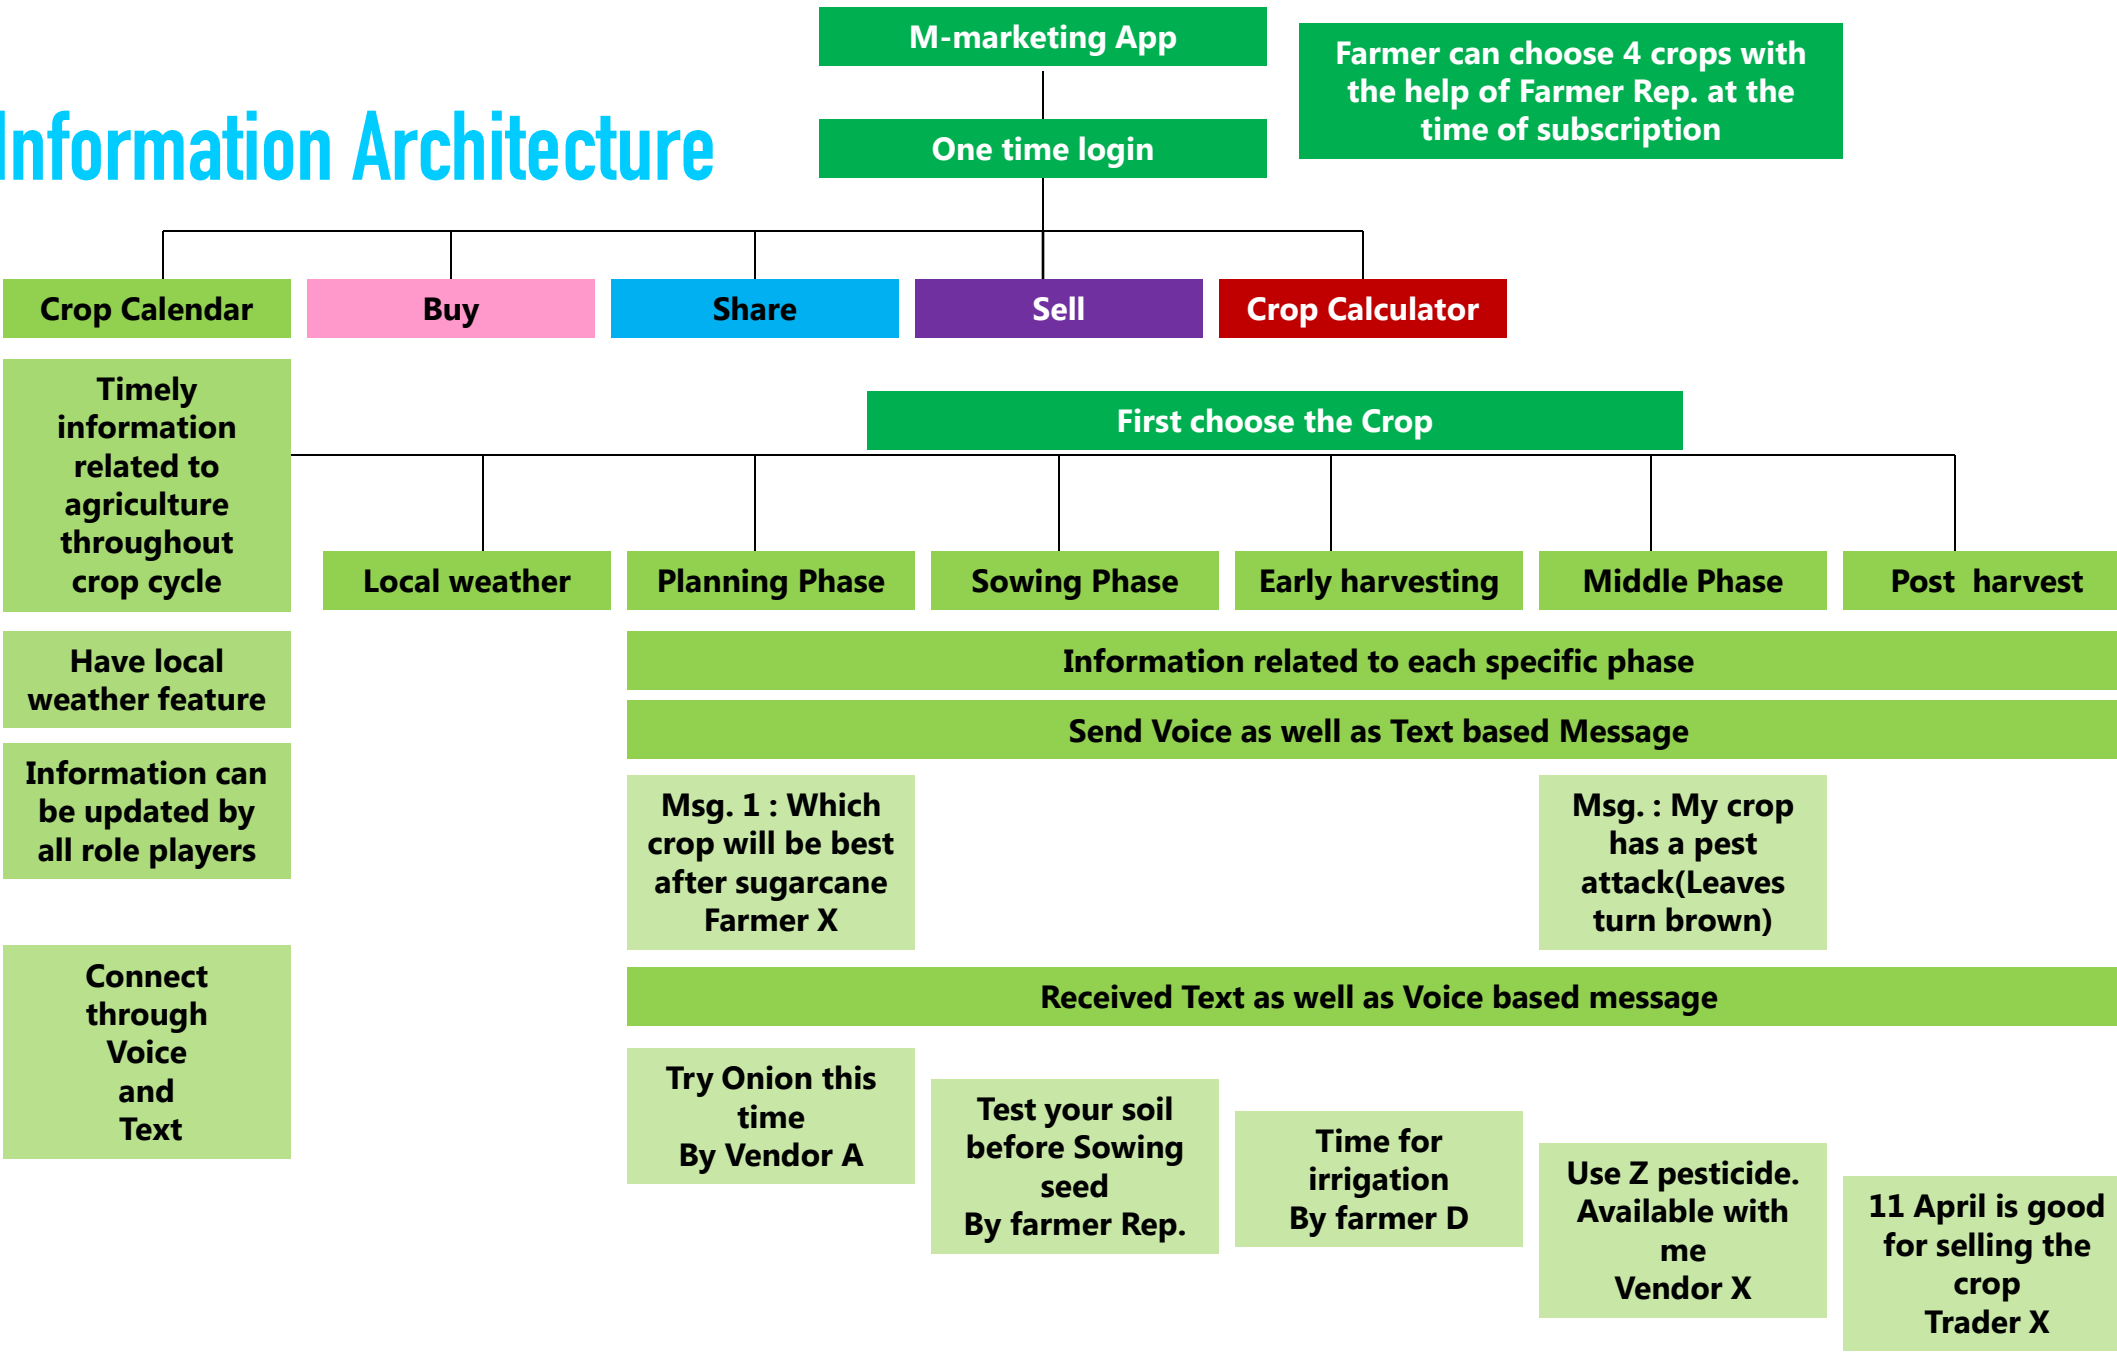 M-marketing App
Farmer can choose 4 crops with
the help of Farmer Rep. at the
time of subscription
Information Architecture
One time login
Crop Calendar
Buy
Share
Sell
Crop Calculator
Timely
information
related to
agriculture
throughout
crop cycle
First choose the Crop
Local weather
Planning Phase
Sowing Phase
Early harvesting
Middle Phase
Post  harvest
Have local
weather feature
Information related to each specific phase
Send Voice as well as Text based Message
Information can
be updated by
all role players
Msg. 1 : Which
crop will be best
after sugarcane
Farmer X
Msg. : My crop
has a pest
attack(Leaves
turn brown)
Connect
through
Voice
and
Text
Received Text as well as Voice based message
Try Onion this
time
By Vendor A
Test your soil
before Sowing
seed
By farmer Rep.
Time for
irrigation
By farmer D
Use Z pesticide.
Available with
me
Vendor X
11 April is good
for selling the
crop
Trader X